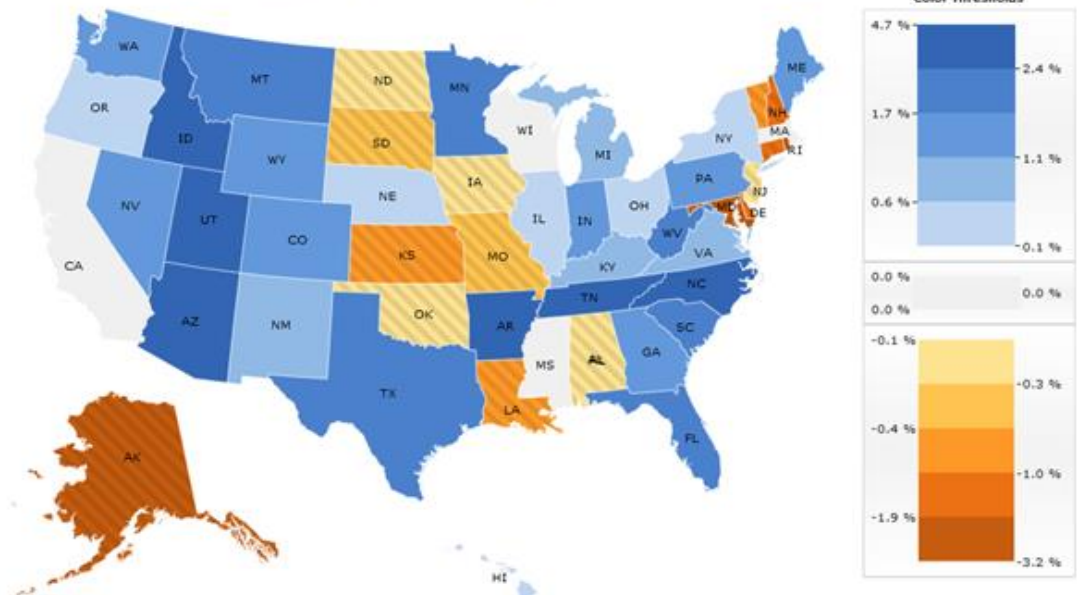 Color Thresholds
4.7 %
2.4 %
1.7 %
1.1 %
0.6 %
0.1 %
0.0 %
0.0 %
0.0 %
-0.1 %
-0.3 %
-0.4 %
-1.0 %
-1.9 %
-3.2 %
WA
MT
ND
MN
ME
OR
ID
SD
WI
NY
NH
MA
RI
WY
MI
IA
PA
NJ
NE
NV
UT
CO
IL
IN
OH
MD
DE
WV
VA
CA
KS
MO
KY
NC
TN
AZ
NM
OK
AR
SC
MS
AL
GA
TX
LA
FL
AK
HI